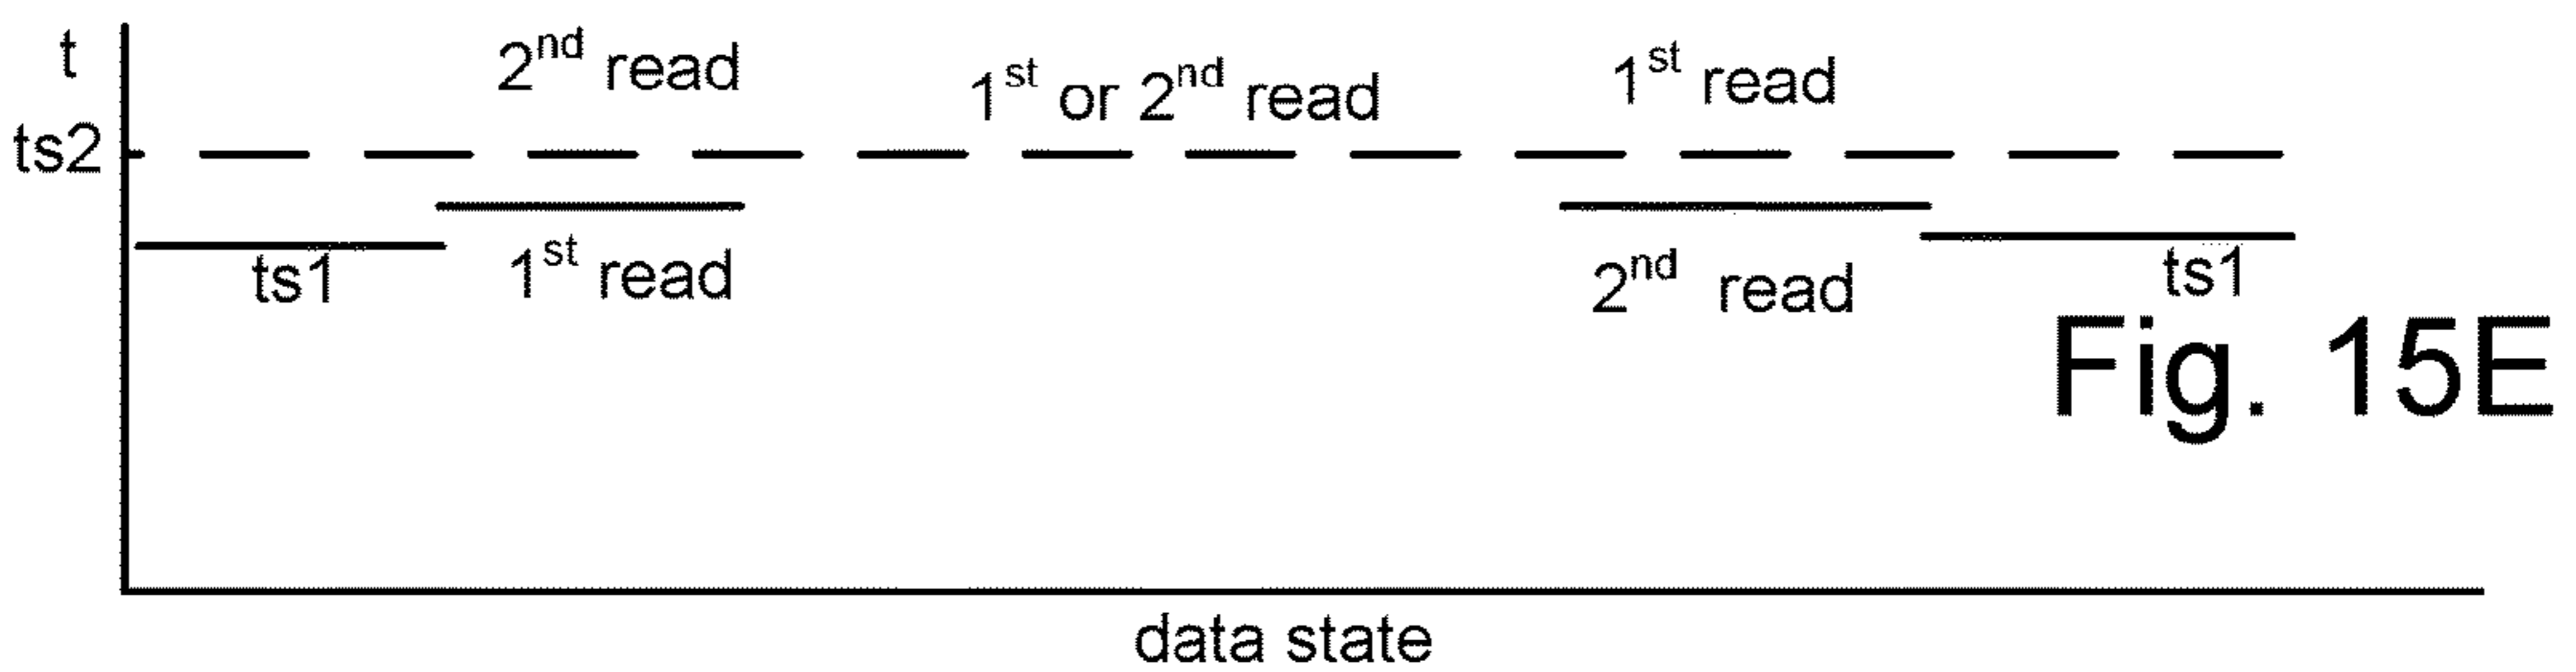 t
2nd read
1st or 2nd read
1st read
ts2
ts1
1st read
2nd read
ts1
Fig. 15E
data state